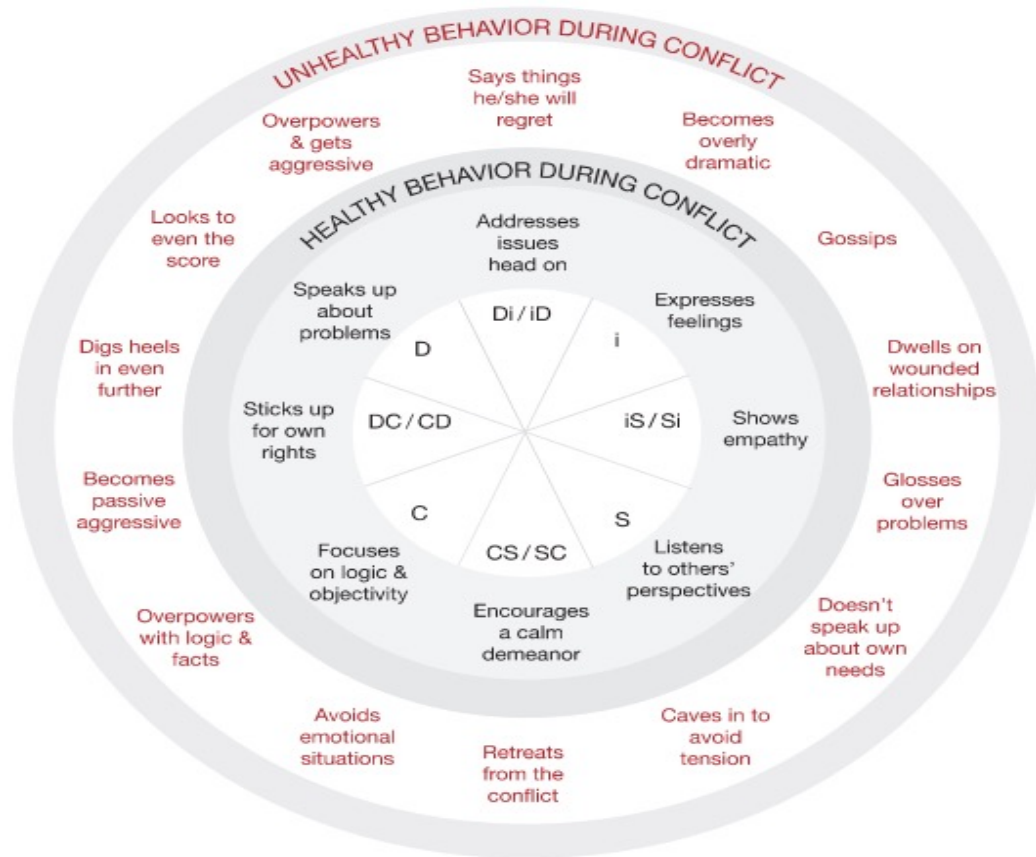 UNHEALTHY BEHAVIOR DURING CONFLICT
Says things
he/she will
regret
Becomes
overly
dramatic
Gossips
Dwells on
wounded
relationships
Glosses
over
problems
Doesn't
speak up
about own
needs
Caves in to
avoid
tension
Retreats
from the
conflict
Avoids
emotional
situations
Overpowers
with logic &
facts
Becomes
passive
aggressive
Digs heels
in even
further
Looks to
even the
score
Overpowers
& gets
aggressive
HEALTHY BEHAVIOR DURING CONFLICT
Addresses
issues
head on
Expresses
feelings
Shows
empathy
Listens
to others'
perspectives
Encourages
a calm
demeanor
Focuses
on logic &
objectivity
Sticks up
for own
rights
Speaks up
about
problems
Di / iD
i
iS / Si
S
CS / SC
C
DC / CD
D